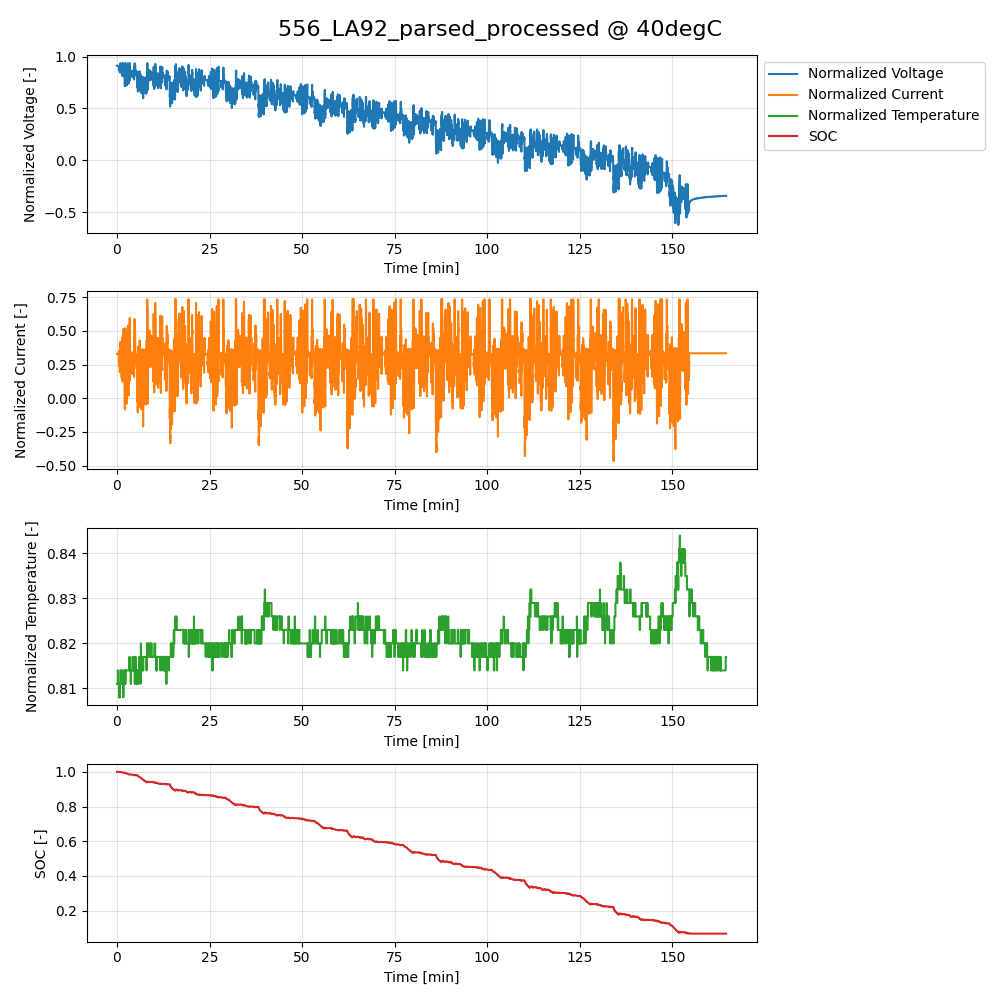 556_LA92_parsed_processed @ 40degC
Normalized Voltage [-]
1.0
0.5
0.0
−0.5
0 25 50 75 100 125 150
Time [min]
Normalized Voltage
Normalized Current
Normalized Temperature
SOC
Normalized Current [-]
0.75
0.50
0.25
0.00
−0.25
−0.50
0 25 50 75 100 125 150
Time [min]
Normalized Temperature [-]
0.84
0.83
0.82
0.81
0 25 50 75 100 125 150
Time [min]
SOC [-]
1.0
0.8
0.6
0.4
0.2
0 25 50 75 100 125 150
Time [min]